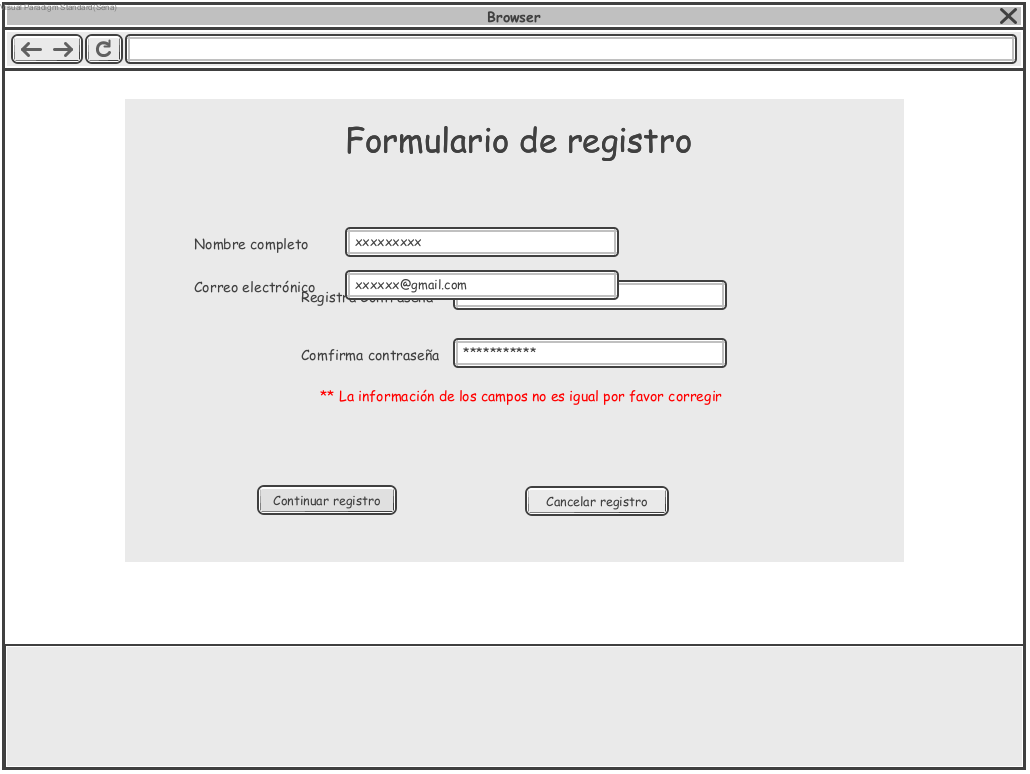 Visual Paradigm Standard(Sena)
Browser
Formulario de registro
Nombre completo xxxxxxxxx
Correo electrónico xxxxxx@gmail.com
Registra contraseña
Comfirma contraseña ***********
** La información de los campos no es igual por favor corregir
Continuar registro Cancelar registro